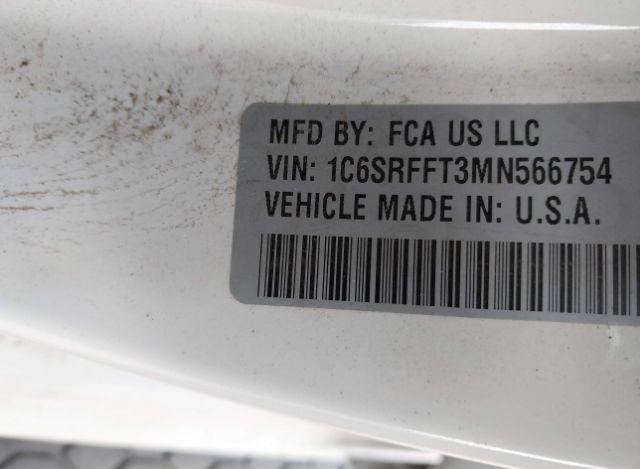 MFD BY: FCA US LLC
VIN: 1C6SRFFT3MN566754
VEHICLE MADE IN: U.S.A.